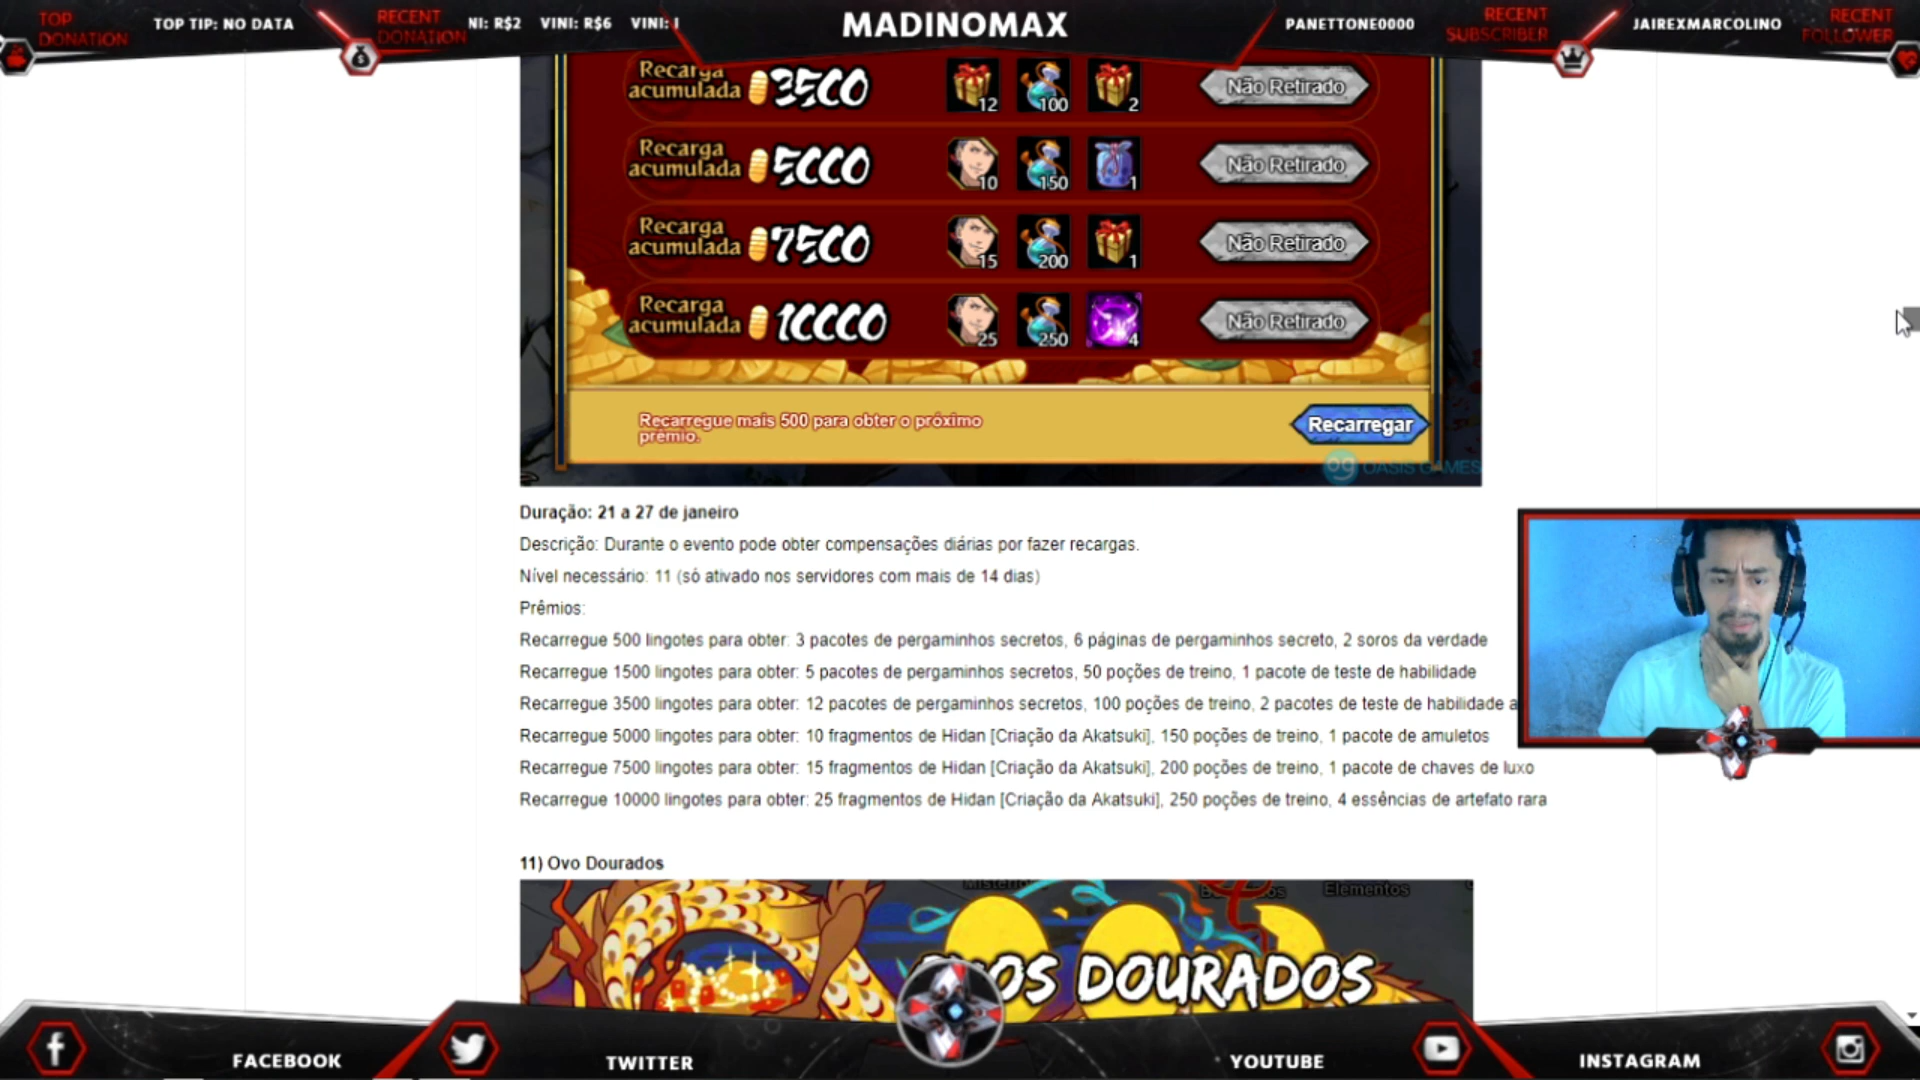 TOP DONATION
TOP TIP: NO DATA
RECENT DONATION
NI: R$2 VINI: R$6 VINI:
MADINOMAX
PANETTONE0000
RECENT SUBSCRIBER
JAIREXMARCOLINO
RECENT FOLLOWER
Recarga acumulada 3500
12 100 2
Não Retirado
Recarga acumulada 5000
10 150 1
Não Retirado
Recarga acumulada 7500
15 200 1
Não Retirado
Recarga acumulada 10000
25 250 4
Não Retirado
Recarregue mais 500 para obter o próximo
prêmio.
Recarregar
og OASIS GAMES
Duração: 21 a 27 de janeiro
Descrição: Durante o evento pode obter compensações diárias por fazer recargas.
Nível necessário: 11 (só ativado nos servidores com mais de 14 dias)
Prêmios:
Recarregue 500 lingotes para obter: 3 pacotes de pergaminhos secretos, 6 páginas de pergaminhos secreto, 2 soros da verdade
Recarregue 1500 lingotes para obter: 5 pacotes de pergaminhos secretos, 50 poções de treino, 1 pacote de teste de habilidade
Recarregue 3500 lingotes para obter: 12 pacotes de pergaminhos secretos, 100 poções de treino, 2 pacotes de teste de habilidade a
Recarregue 5000 lingotes para obter: 10 fragmentos de Hidan [Criação da Akatsuki], 150 poções de treino, 1 pacote de amuletos
Recarregue 7500 lingotes para obter: 15 fragmentos de Hidan [Criação da Akatsuki], 200 poções de treino, 1 pacote de chaves de luxo
Recarregue 10000 lingotes para obter: 25 fragmentos de Hidan [Criação da Akatsuki], 250 poções de treino, 4 essências de artefato rara
11) Ovo Dourados
Elementos
OVOS DOURADOS
FACEBOOK
TWITTER
YOUTUBE
INSTAGRAM